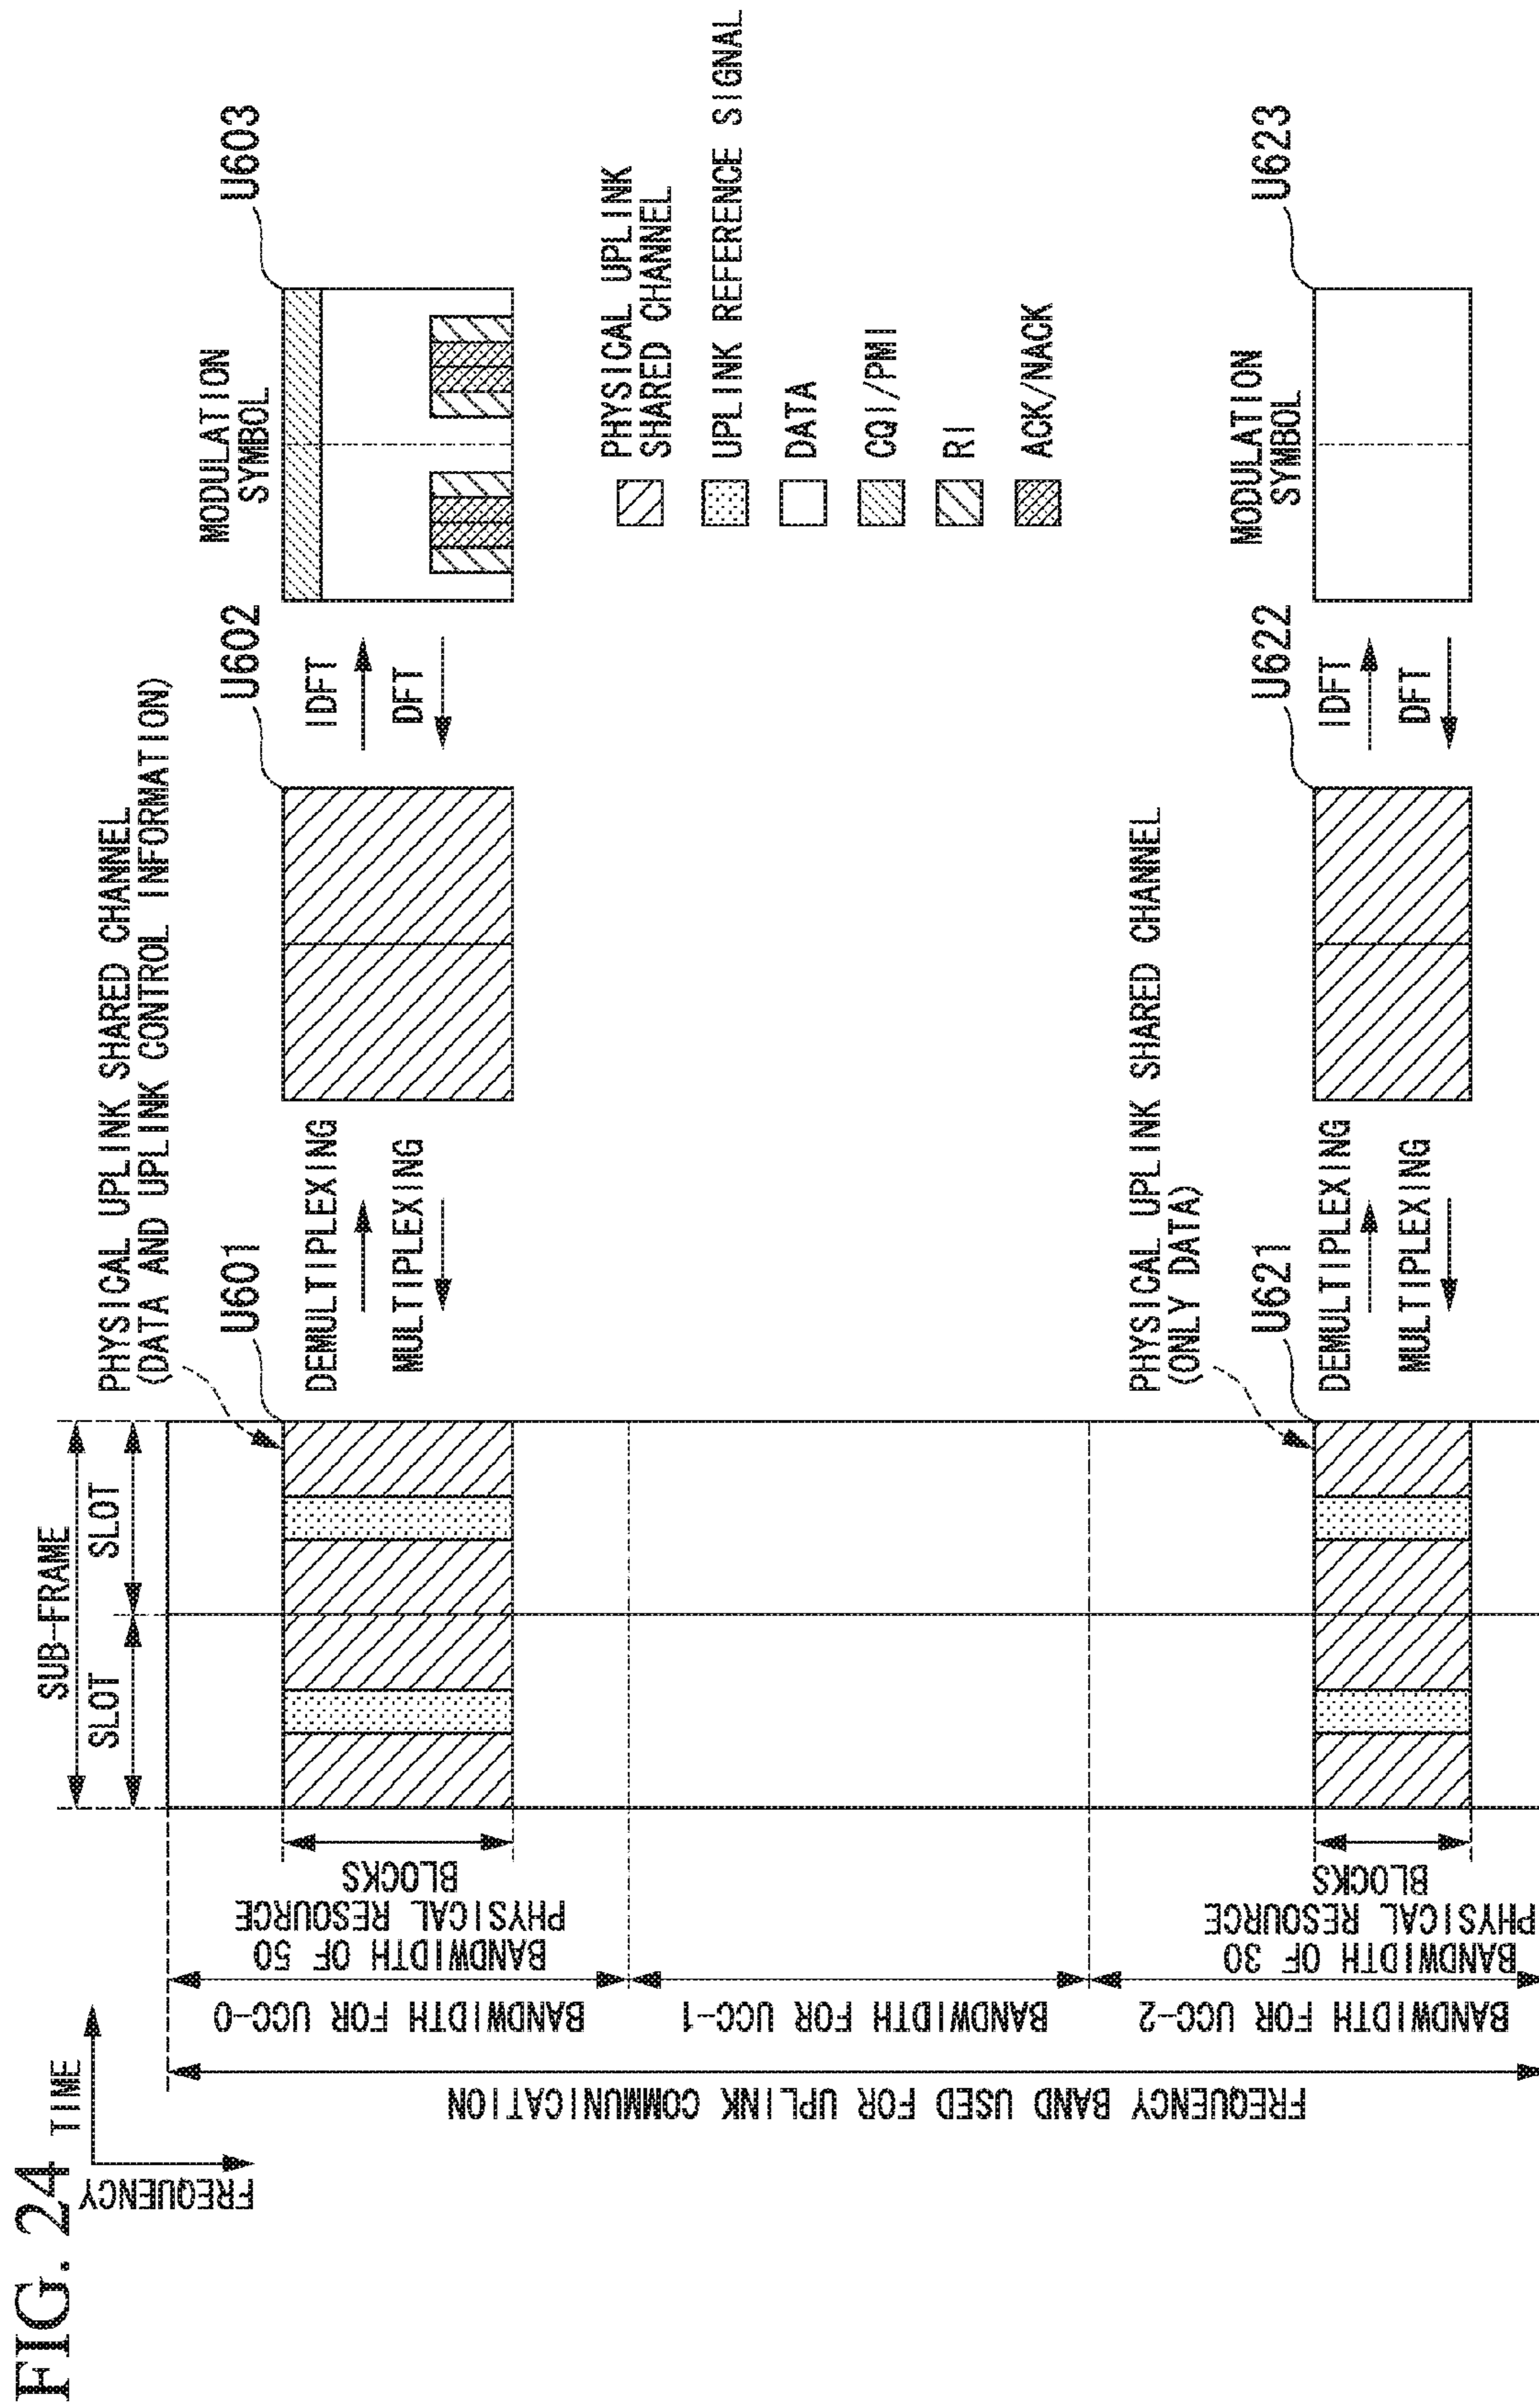 FIG. 24
TIME
FREQUENCY
SUB-FRAME
SLOT
SLOT
FREQUENCY BAND USED FOR UPLINK COMMUNICATION
BANDWIDTH FOR UCC-0
BANDWIDTH FOR UCC-1
BANDWIDTH FOR UCC-2
BANDWIDTH OF 50
PHYSICAL RESOURCE
BLOCKS
PHYSICAL UPLINK SHARED CHANNEL
(DATA AND UPLINK CONTROL INFORMATION)
U601
DEMULTIPLEXING
MULTIPLEXING
U602
IDFT
DFT
MODULATION
SYMBOL
U603
PHYSICAL UPLINK
SHARED CHANNEL
UPLINK REFERENCE SIGNAL
DATA
CQI/PMI
RI
ACK/NACK
BANDWIDTH OF 30
PHYSICAL RESOURCE
BLOCKS
PHYSICAL UPLINK SHARED CHANNEL
(ONLY DATA)
U621
DEMULTIPLEXING
MULTIPLEXING
U622
IDFT
DFT
MODULATION
SYMBOL
U623